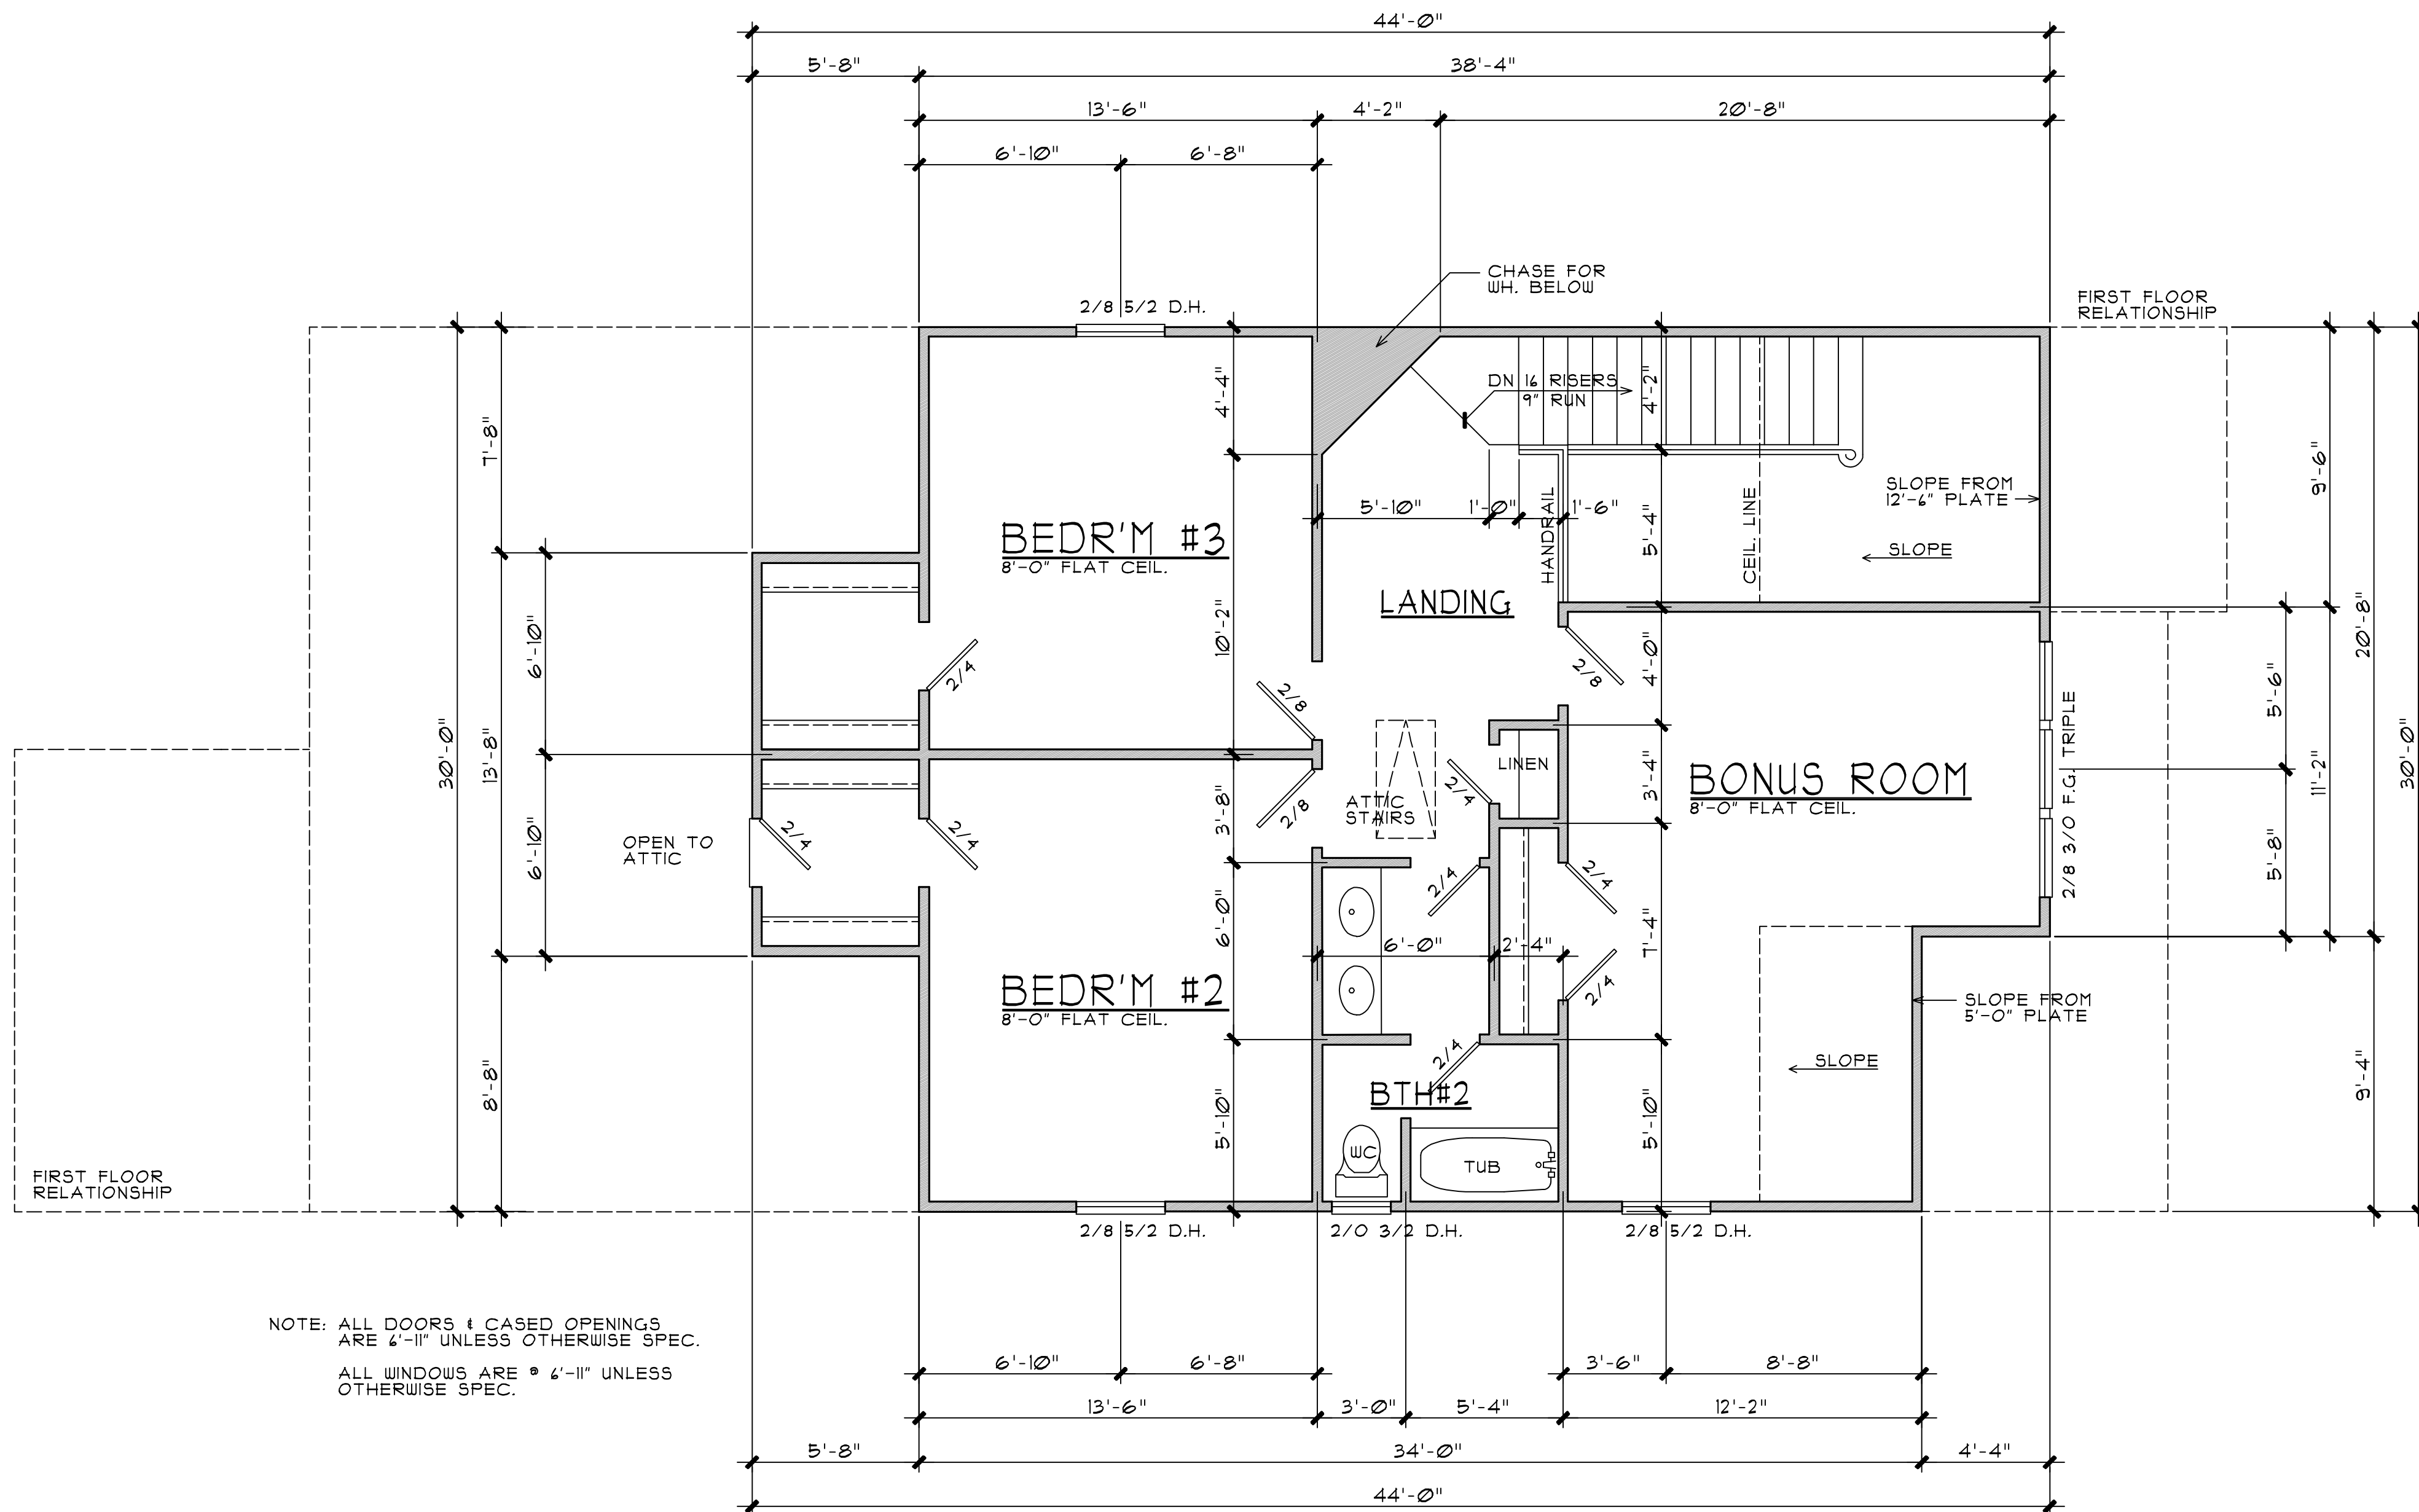 44'-0"
5'-8"
38'-4"
13'-6"
4'-2"
20'-8"
6'-10"
6'-8"
CHASE FOR
WH. BELOW
FIRST FLOOR
RELATIONSHIP
2/8 5/2 D.H.
DN 16 RISERS
9" RUN
4'-4"
4'-2"
7'-8"
9'-6"
SLOPE FROM
12'-6" PLATE
5'-10"
1'-0"
1'-6"
HANDRAIL
5'-4"
CEIL. LINE
SLOPE
BEDR'M #3
8'-0" FLAT CEIL.
LANDING
10'-2"
6'-10"
2/4
2/8
2/8
4'-0"
20'-8"
5'-6"
30'-0"
13'-8"
LINEN
2/4
3'-4"
BONUS ROOM
8'-0" FLAT CEIL.
2/8 3/0 F.G. TRIPLE
11'-2"
30'-0"
ATTIC
STAIRS
2/8
3'-8"
OPEN TO
ATTIC
2/4
2/4
6'-10"
2/4
2/4
5'-8"
6'-0"
6'-0"
2'-4"
7'-4"
2/4
BEDR'M #2
8'-0" FLAT CEIL.
SLOPE FROM
5'-0" PLATE
2/4
SLOPE
8'-8"
5'-10"
BTH#2
5'-10"
9'-4"
WC
TUB
FIRST FLOOR
RELATIONSHIP
2/8 5/2 D.H.
2/0 3/2 D.H.
2/8 5/2 D.H.
NOTE: ALL DOORS & CASED OPENINGS
ARE 6'-11" UNLESS OTHERWISE SPEC.
ALL WINDOWS ARE @ 6'-11" UNLESS
OTHERWISE SPEC.
6'-10"
6'-8"
3'-6"
8'-8"
13'-6"
3'-0"
5'-4"
12'-2"
5'-8"
34'-0"
4'-4"
44'-0"